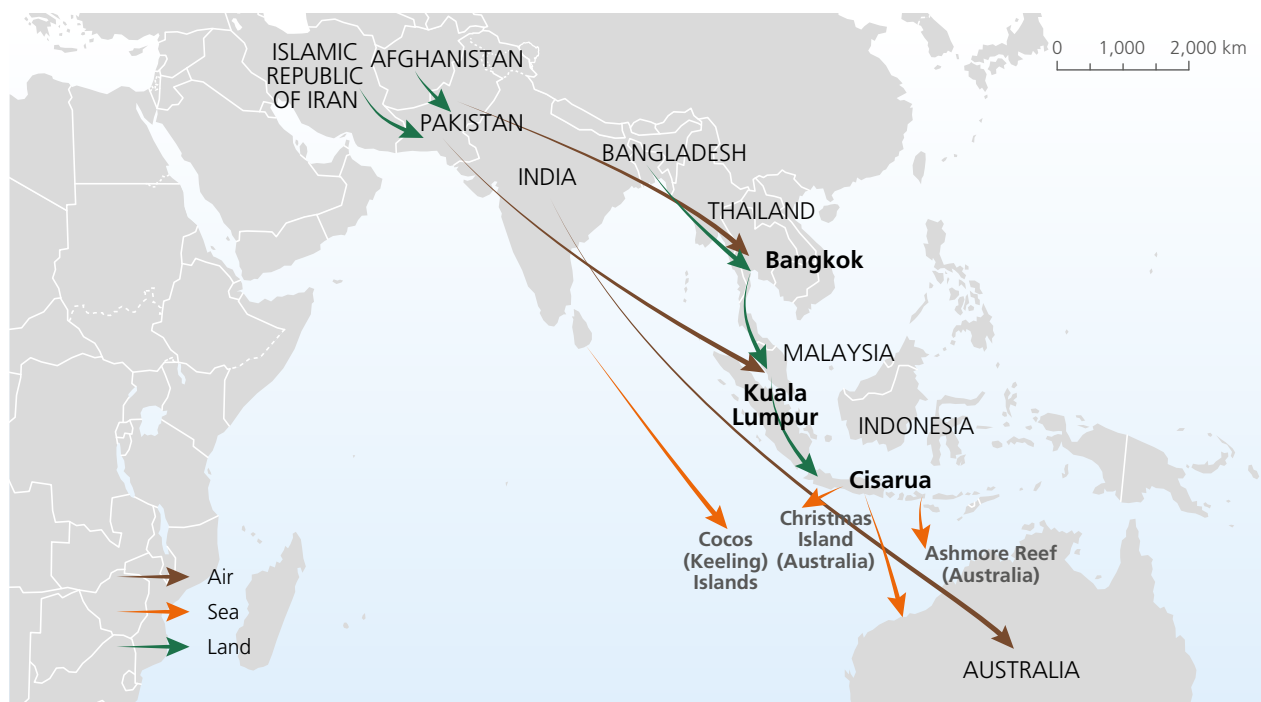 ISLAMIC
REPUBLIC
OF IRAN
AFGHANISTAN
0 1,000 2,000 km
PAKISTAN
BANGLADESH
INDIA
THAILAND
Bangkok
MALAYSIA
Kuala
Lumpur
INDONESIA
Cisarua
Christmas
Island
(Australia)
Cocos
(Keeling)
Islands
Ashmore Reef
(Australia)
Air
Sea
Land
AUSTRALIA